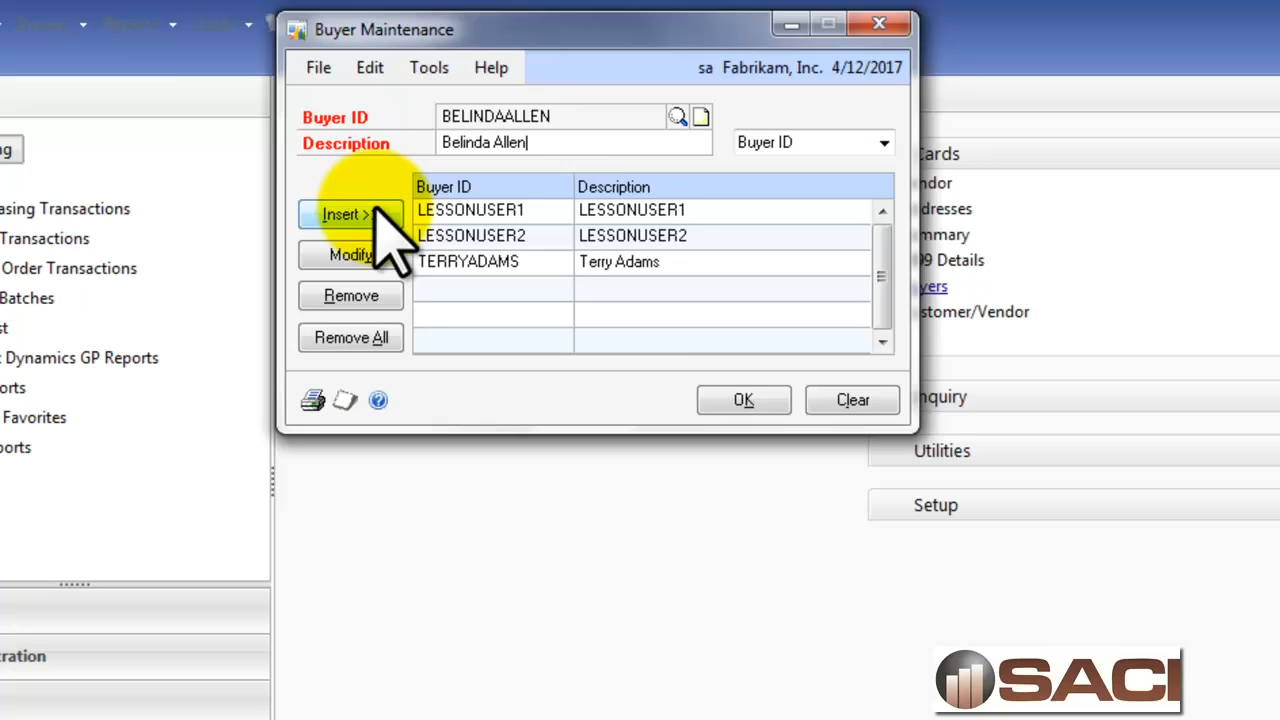 Buyer Maintenance
File Edit Tools Help
sa Fabrikam, Inc. 4/12/2017
Buyer ID BELINDAALLEN
Description Belinda Allen
Buyer ID
Insert >>
Modify
Remove
Remove All
Buyer ID Description
LESSONUSER1 LESSONUSER1
LESSONUSER2 LESSONUSER2
TERRYADAMS Terry Adams
OK
Clear
ng
asing Transactions
Transactions
Order Transactions
Batches
st
t Dynamics GP Reports
orts
Favorites
ports
ration
Cards
ndor
dresses
mmary
99 Details
yers
stomer/Vendor
nquiry
Utilities
Setup
SACI